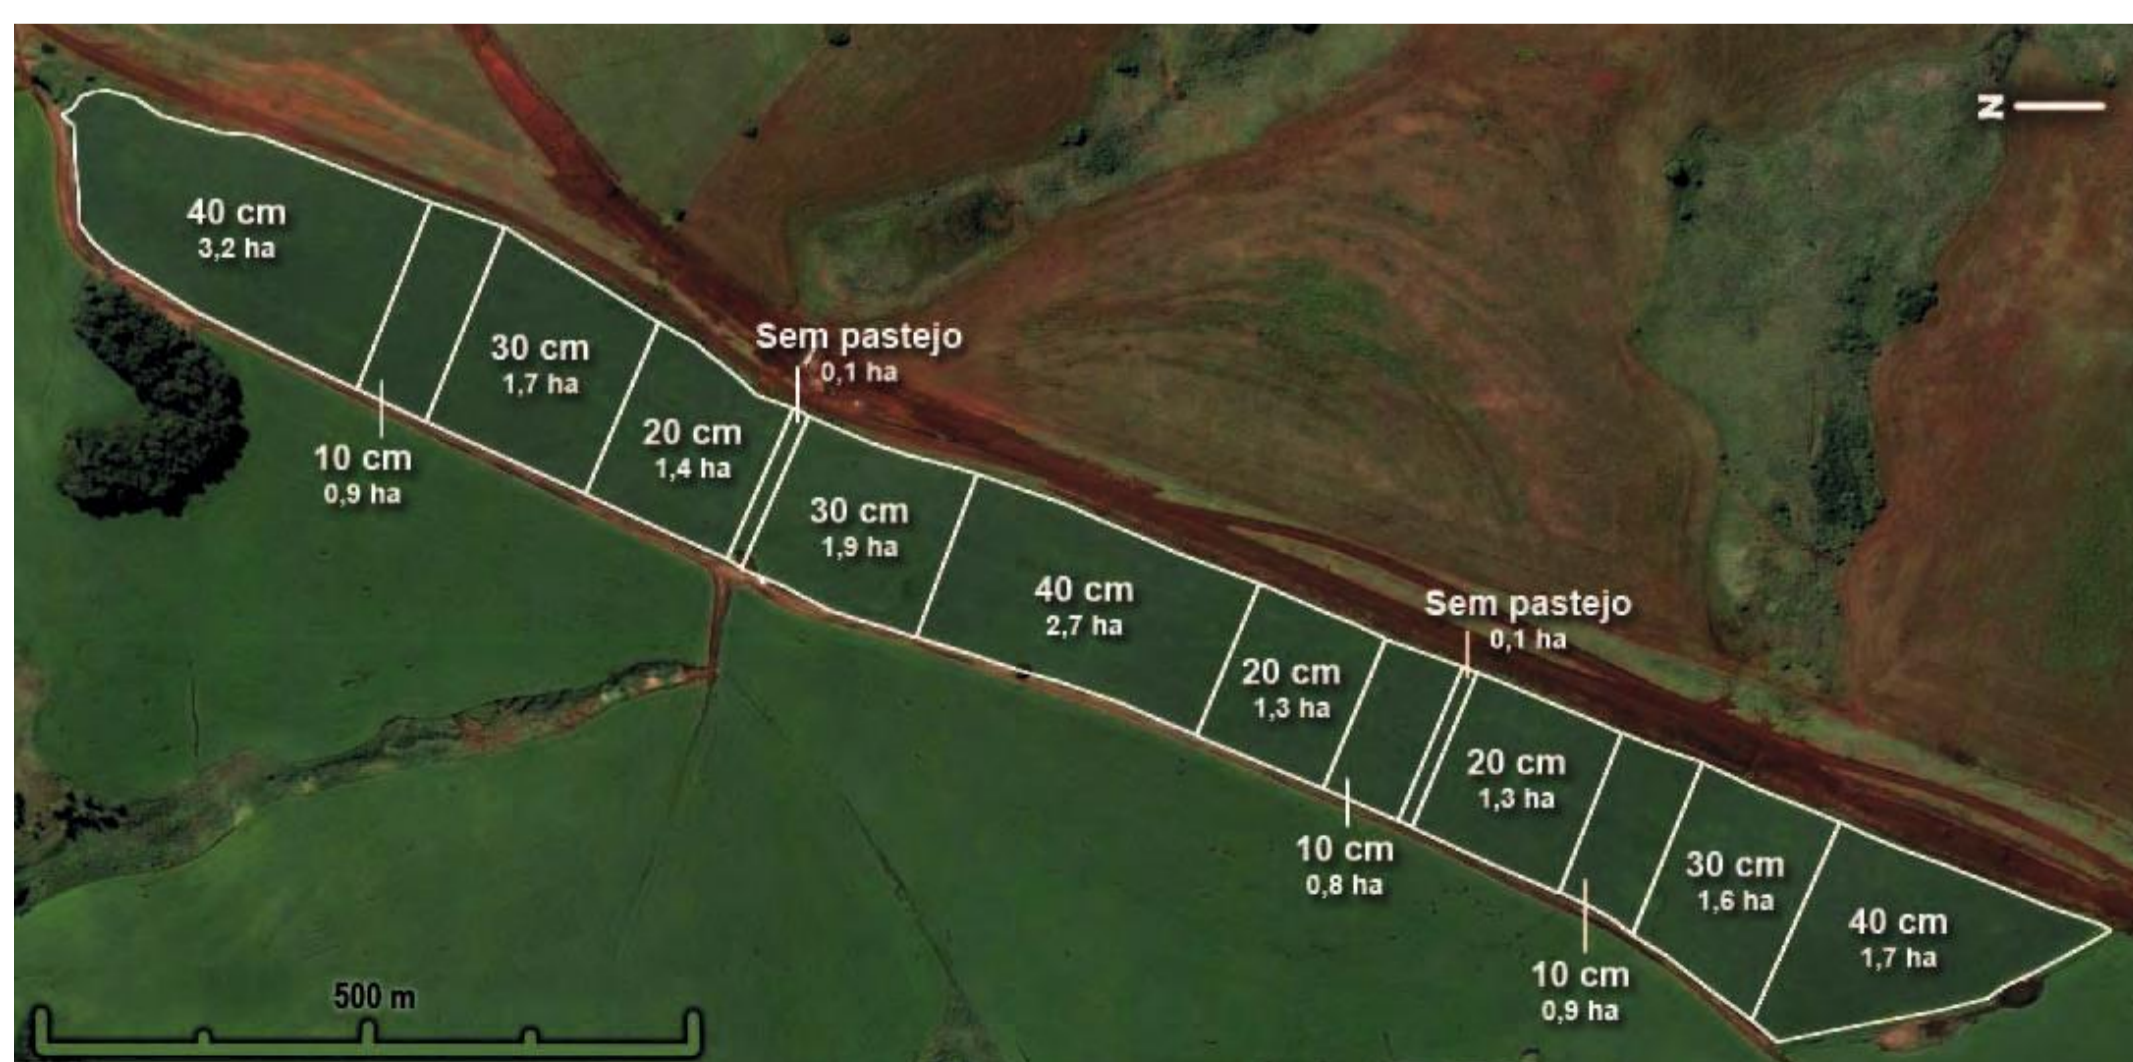 N
40 cm
3,2 ha
10 cm
0,9 ha
30 cm
1,7 ha
20 cm
1,4 ha
Sem pastejo
0,1 ha
30 cm
1,9 ha
40 cm
2,7 ha
20 cm
1,3 ha
10 cm
0,8 ha
Sem pastejo
0,1 ha
20 cm
1,3 ha
10 cm
0,9 ha
30 cm
1,6 ha
40 cm
1,7 ha
500 m